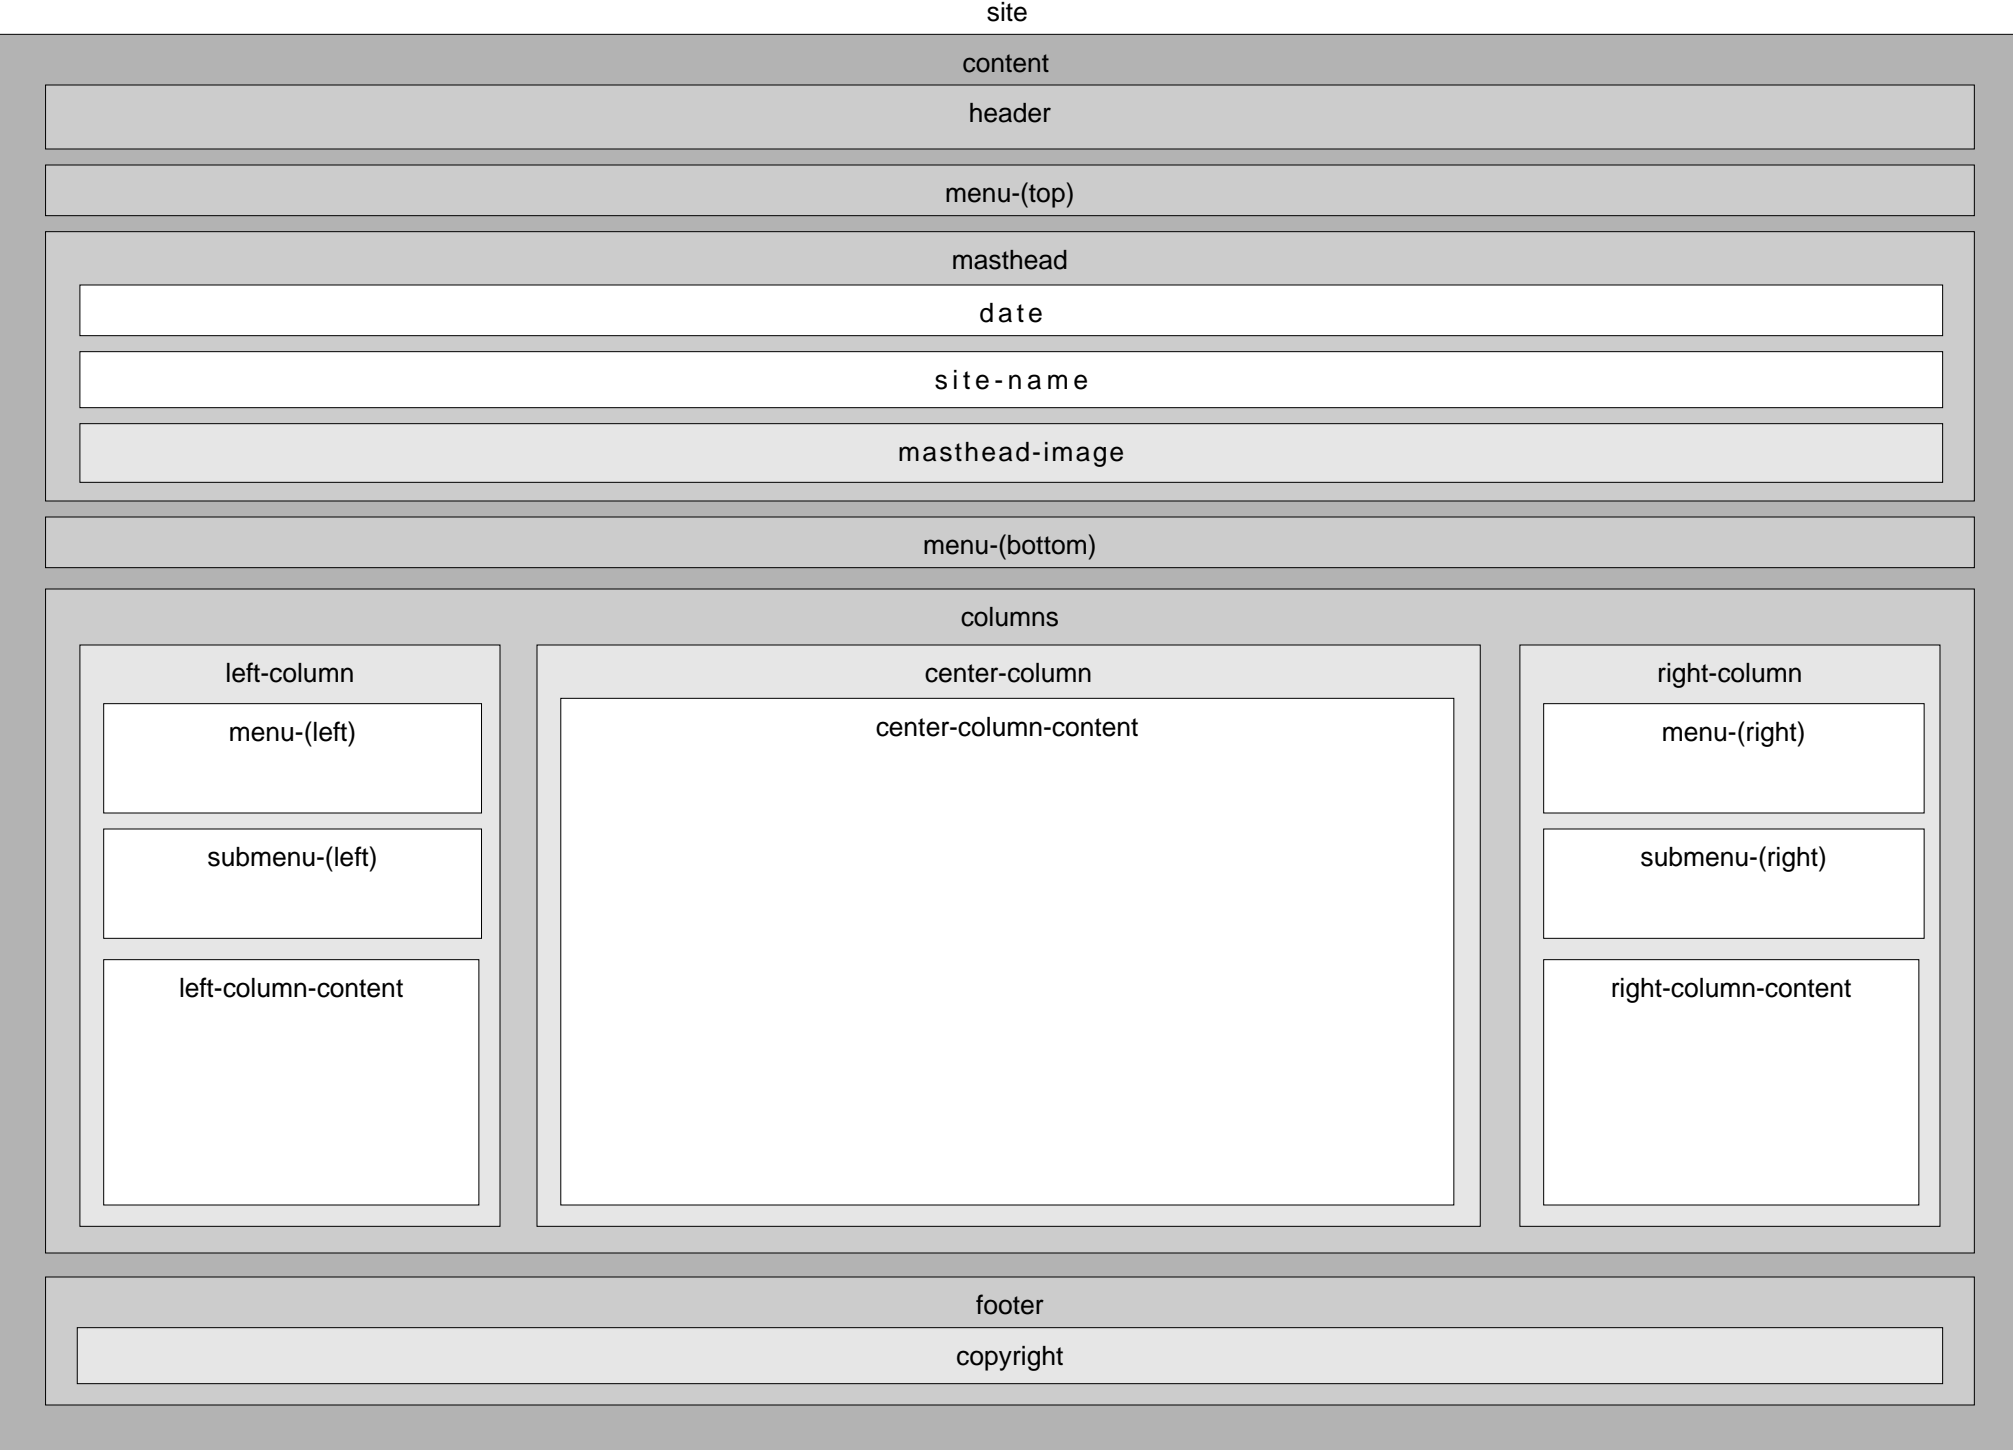 site
content
header
menu-(top)
masthead
date
site-name
masthead-image
menu-(bottom)
columns
left-column
menu-(left)
submenu-(left)
left-column-content
center-column
center-column-content
right-column
menu-(right)
submenu-(right)
right-column-content
footer
copyright